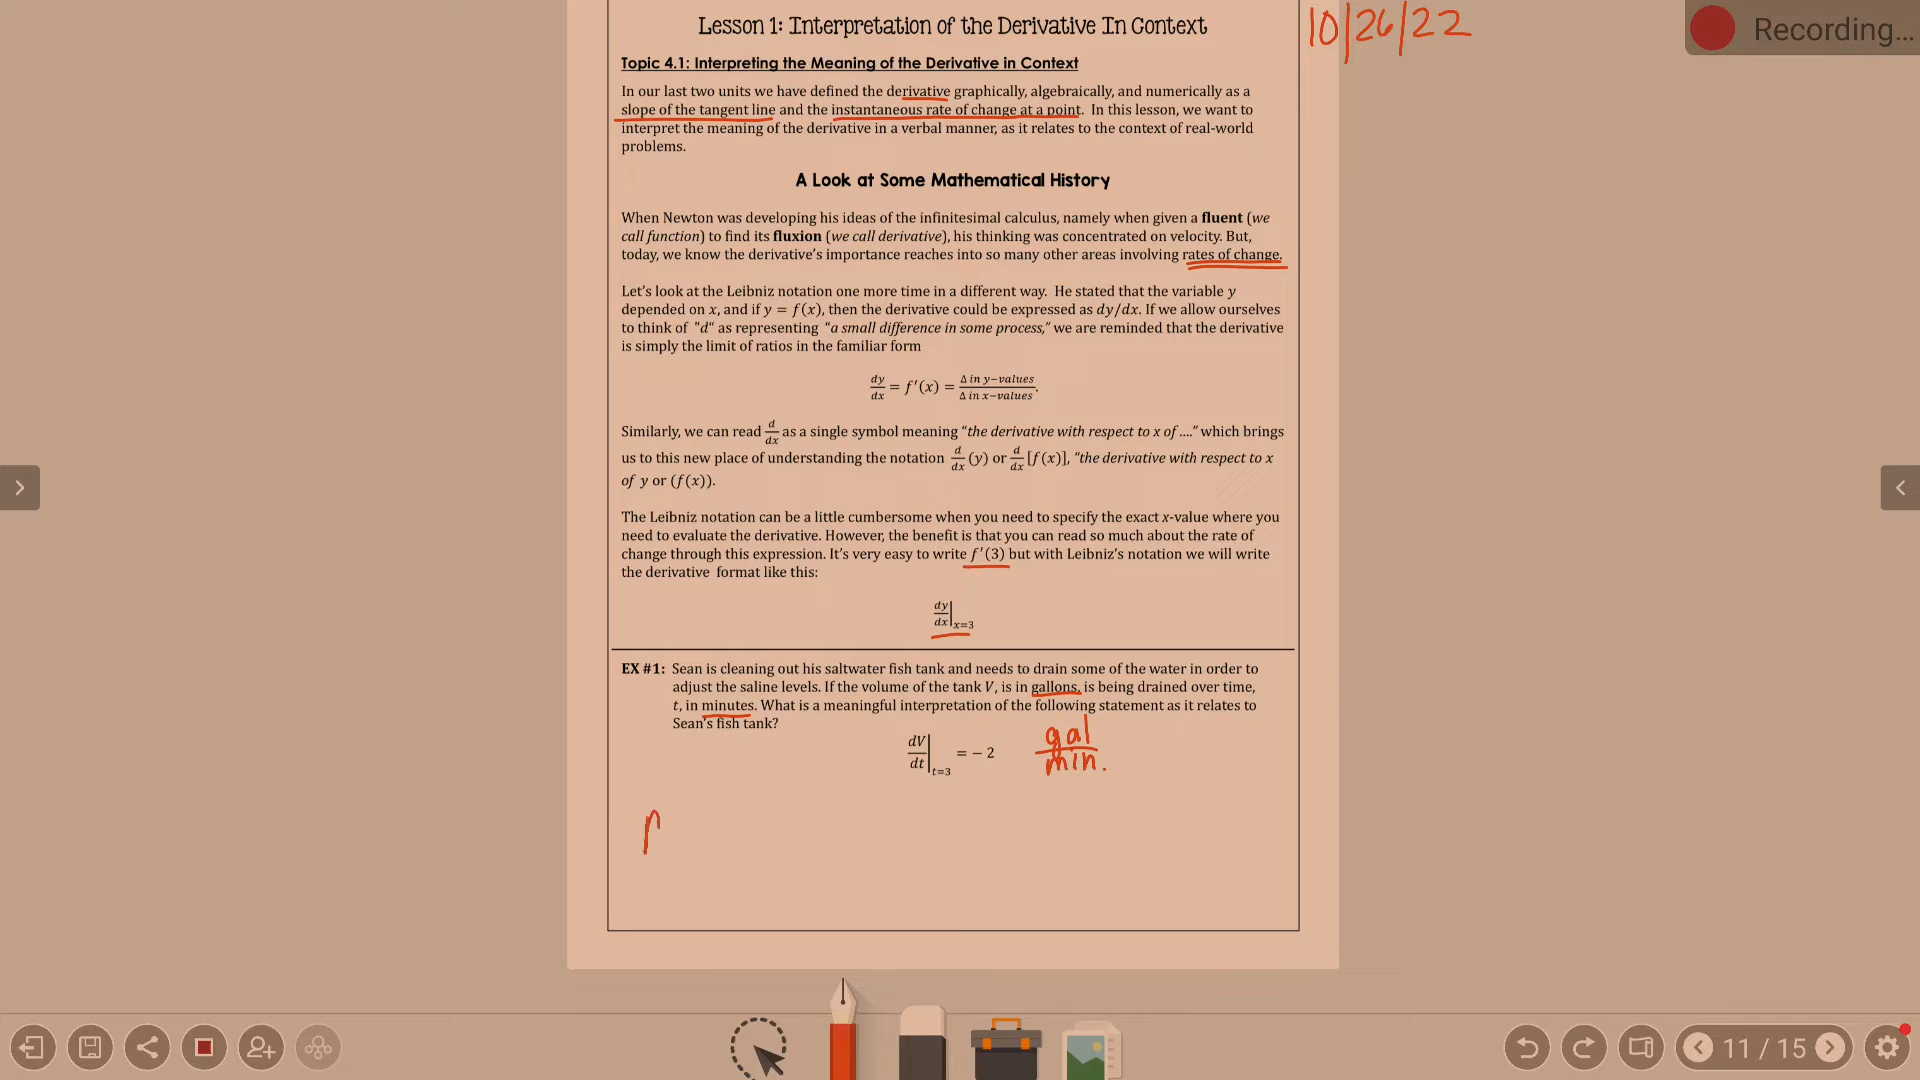 Lesson 1: Interpretation of the Derivative In Context
10/26/22
Recording...
Topic 4.1: Interpreting the Meaning of the Derivative in Context
In our last two units we have defined the derivative graphically, algebraically, and numerically as a
slope of the tangent line and the instantaneous rate of change at a point. In this lesson, we want to
interpret the meaning of the derivative in a verbal manner, as it relates to the context of real-world
problems.
A Look at Some Mathematical History
When Newton was developing his ideas of the infinitesimal calculus, namely when given a fluent (we
call function) to find its fluxion (we call derivative), his thinking was concentrated on velocity. But,
today, we know the derivative's importance reaches into so many other areas involving rates of change.
Let's look at the Leibniz notation one more time in a different way. He stated that the variable y
depended on x, and if y = f(x), then the derivative could be expressed as dy/dx. If we allow ourselves
to think of "d" as representing "a small difference in some process," we are reminded that the derivative
is simply the limit of ratios in the familiar form
dy/dx = f'(x) = Δ in y-values/Δ in x-values.
Similarly, we can read d/dx as a single symbol meaning "the derivative with respect to x of ...." which brings
us to this new place of understanding the notation d/dx (y) or d/dx [f(x)], "the derivative with respect to x
of y or (f(x)).
The Leibniz notation can be a little cumbersome when you need to specify the exact x-value where you
need to evaluate the derivative. However, the benefit is that you can read so much about the rate of
change through this expression. It's very easy to write f'(3) but with Leibniz's notation we will write
the derivative format like this:
dy/dx|x=3
EX #1: Sean is cleaning out his saltwater fish tank and needs to drain some of the water in order to
adjust the saline levels. If the volume of the tank V, is in gallons, is being drained over time,
t, in minutes. What is a meaningful interpretation of the following statement as it relates to
Sean's fish tank?
dV/dt|t=3 = − 2 gal/min.
11 / 15